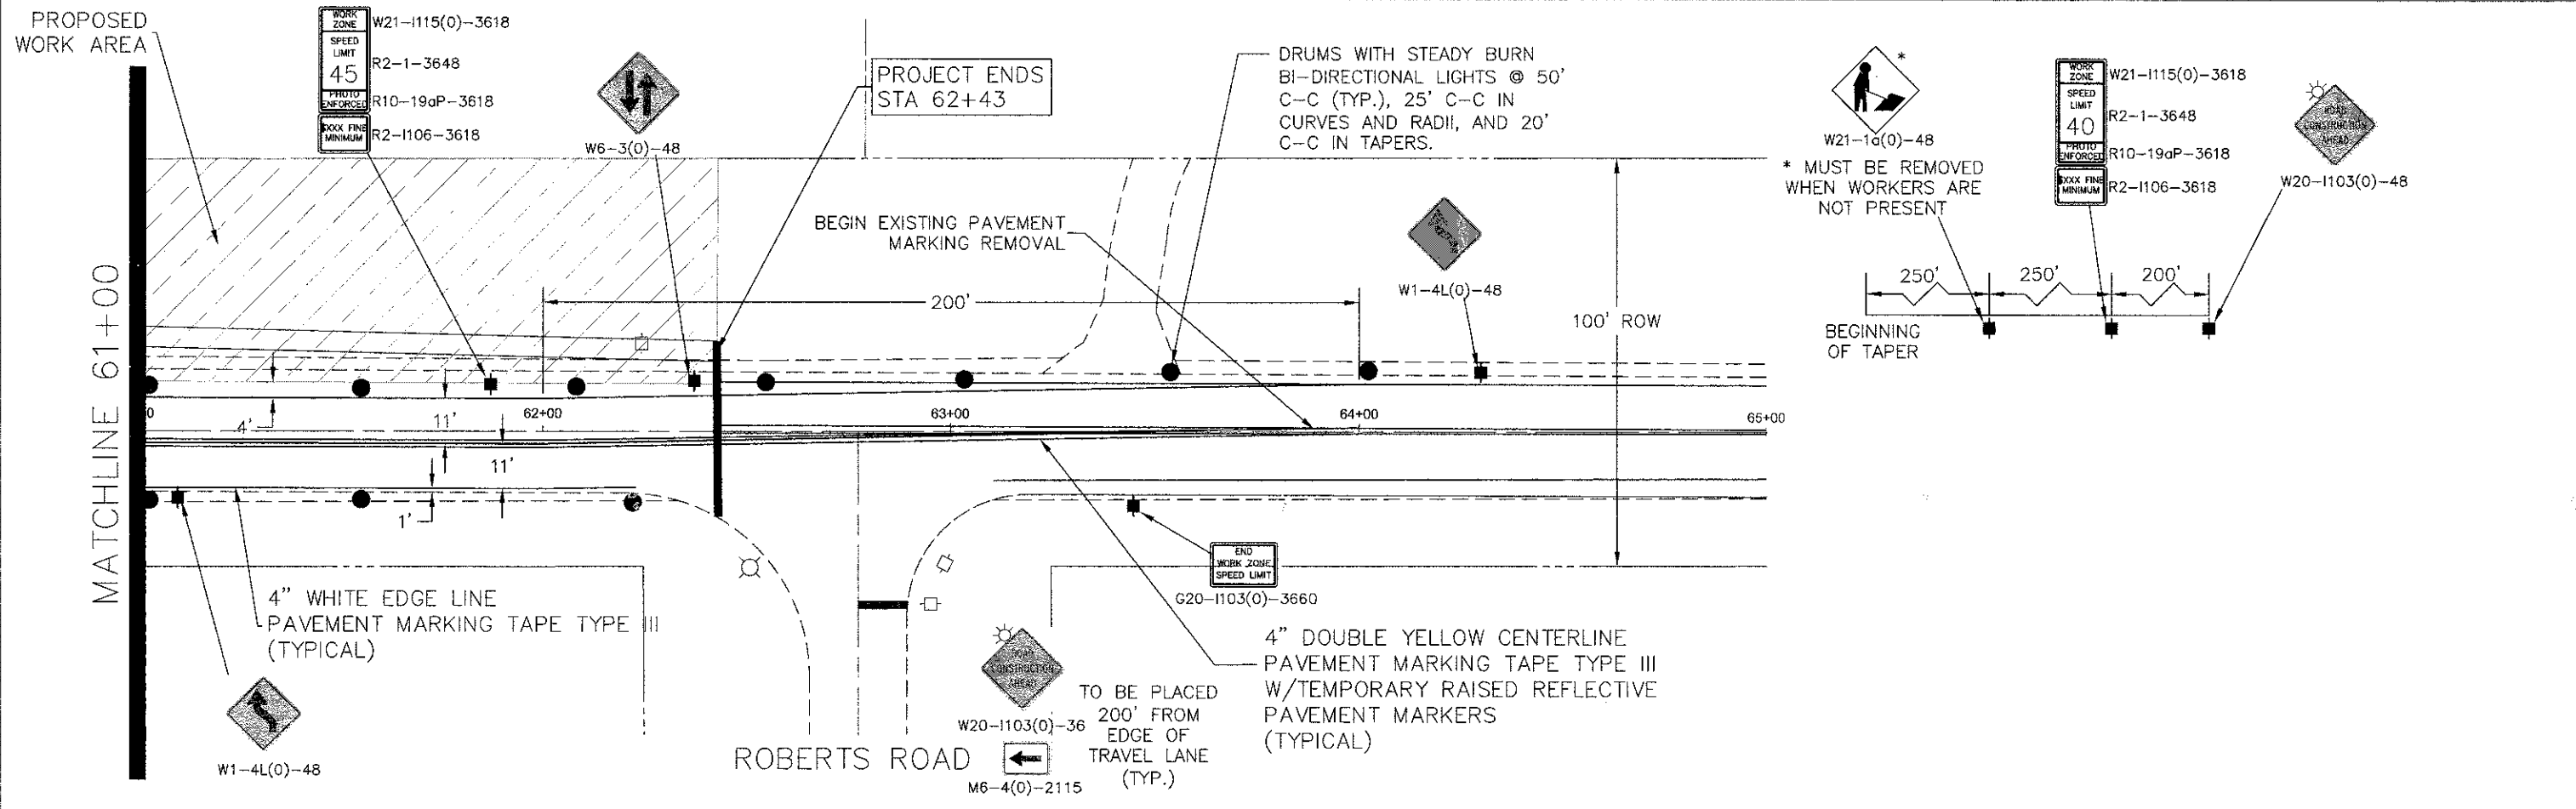 PROPOSED
WORK AREA
WORK
ZONE
SPEED
LIMIT
45
PHOTO
ENFORCED
$XXX FINE
MINIMUM
W21-I115(0)-3618
R2-1-3648
R10-19aP-3618
R2-I106-3618
W6-3(0)-48
PROJECT ENDS
STA 62+43
DRUMS WITH STEADY BURN
BI-DIRECTIONAL LIGHTS @ 50'
C-C (TYP.), 25' C-C IN
CURVES AND RADII, AND 20'
C-C IN TAPERS.
BEGIN EXISTING PAVEMENT
MARKING REMOVAL
W1-4L(0)-48
*
W21-1a(0)-48
* MUST BE REMOVED
WHEN WORKERS ARE
NOT PRESENT
WORK
ZONE
SPEED
LIMIT
40
PHOTO
ENFORCED
$XXX FINE
MINIMUM
W21-I115(0)-3618
R2-1-3648
R10-19aP-3618
R2-I106-3618
ROAD
CONSTRUCTION
AHEAD
W20-I103(0)-48
250'
250'
200'
BEGINNING
OF TAPER
MATCHLINE 61+00
200'
100' ROW
0
62+00
63+00
64+00
65+00
4'
11'
11'
1'
4" WHITE EDGE LINE
PAVEMENT MARKING TAPE TYPE III
(TYPICAL)
W1-4L(0)-48
END
WORK ZONE
SPEED LIMIT
G20-I103(0)-3660
ROAD
CONSTRUCTION
AHEAD
W20-I103(0)-36
M6-4(0)-2115
TO BE PLACED
200' FROM
EDGE OF
TRAVEL LANE
(TYP.)
ROBERTS ROAD
4" DOUBLE YELLOW CENTERLINE
PAVEMENT MARKING TAPE TYPE III
W/TEMPORARY RAISED REFLECTIVE
PAVEMENT MARKERS
(TYPICAL)